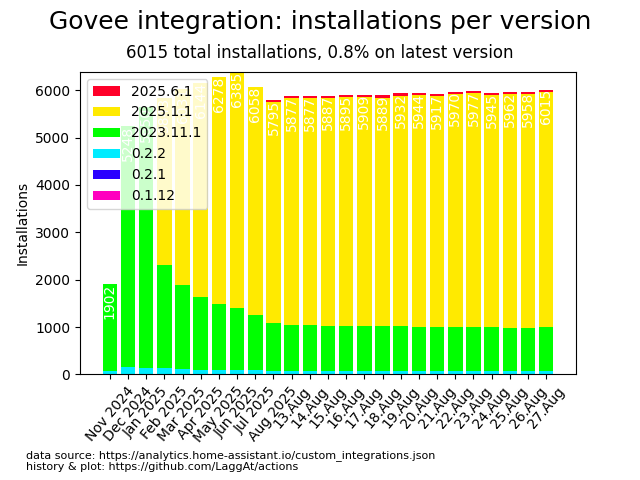 Govee integration: installations per version
6015 total installations, 0.8% on latest version
Installations
6000
5000
4000
3000
2000
1000
0
2025.6.1
2025.1.1
2023.11.1
0.2.2
0.2.1
0.1.12
1902
6278
6385
6058
5795
5877
5877
5887
5895
5909
5889
5932
5944
5917
5970
5977
5945
5962
5958
6015
Nov 2024
Dec 2024
Jan 2025
Feb 2025
Mar 2025
Apr 2025
May 2025
Jun 2025
Jul 2025
Aug 2025
13.Aug
14.Aug
15.Aug
16.Aug
17.Aug
18.Aug
19.Aug
20.Aug
21.Aug
22.Aug
23.Aug
24.Aug
25.Aug
26.Aug
27.Aug
data source: https://analytics.home-assistant.io/custom_integrations.json
history & plot: https://github.com/LaggAt/actions